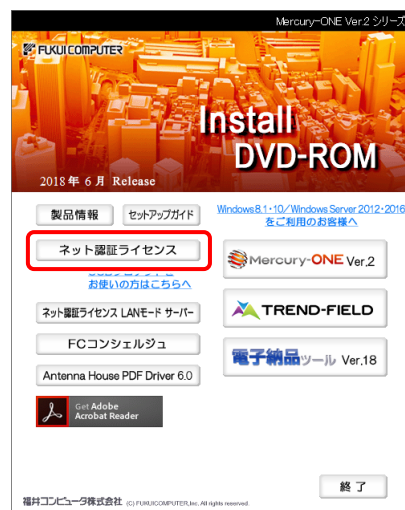 Mercury-ONE Ver.2 シリーズ
FUKUI COMPUTER
Install
DVD-ROM
2018 年 6 月 Release
製品情報
セットアップガイド
Windows8.1・10／Windows Server 2012・2016
をご利用のお客様へ
ネット認証ライセンス
お使いの方はこちらへ
Mercury-ONE Ver.2
ネット認証ライセンス LANモード サーバー
TREND-FIELD
FCコンシェルジュ
電子納品ツール Ver.18
Antenna House PDF Driver 6.0
Get Adobe
Acrobat Reader
終 了
福井コンピュータ株式会社 (C) FUKUICOMPUTER,Inc. All rights reserved.